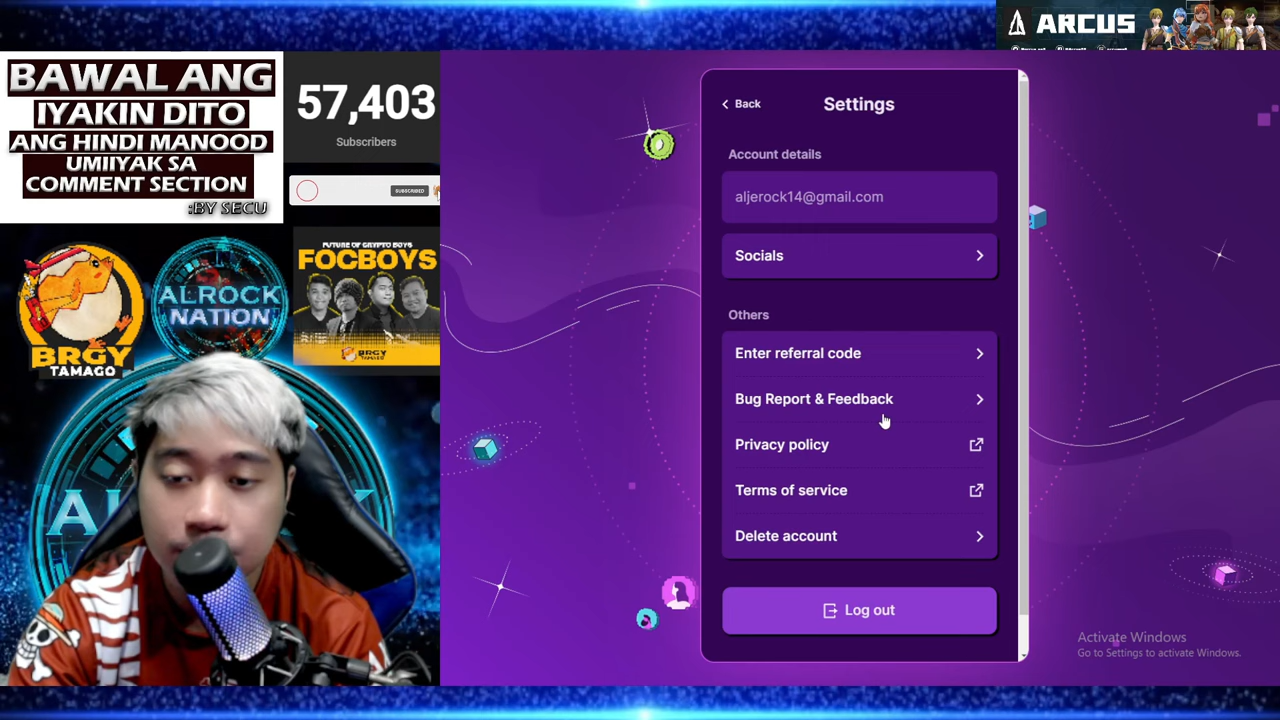 ARCUS
BAWAL ANG
IYAKIN DITO
ANG HINDI MANOOD
UMIIYAK SA
COMMENT SECTION
:BY SECU
57,403
Subscribers
SUBSCRIBED
BRGY
TAMAGO
ALROCK
NATION
FUTURE OF CRYPTO BOYS
FOCBOYS
BRGY
TAMAGO
Back
Settings
Account details
aljerock14@gmail.com
Socials
Others
Enter referral code
Bug Report & Feedback
Privacy policy
Terms of service
Delete account
Log out
Activate Windows
Go to Settings to activate Windows.